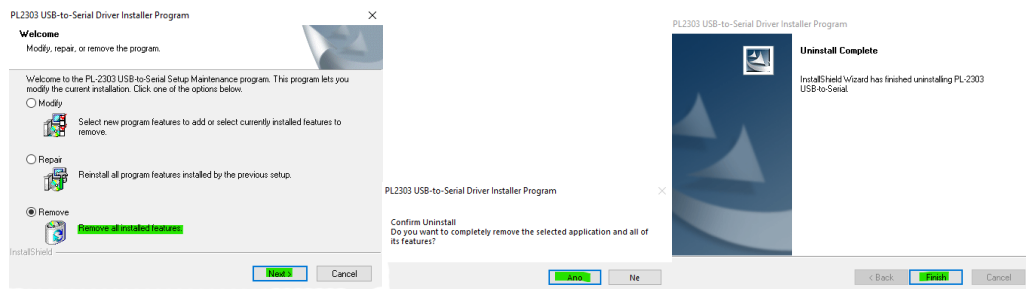 PL2303 USB-to-Serial Driver Installer Program
Welcome
Modify, repair, or remove the program.
Welcome to the PL-2303 USB-to-Serial Setup Maintenance program. This program lets you
modify the current installation. Click one of the options below.
Modify
Select new program features to add or select currently installed features to
remove.
Repair
Reinstall all program features installed by the previous setup.
Remove
Remove all installed features.
InstallShield
Next >
Cancel
PL2303 USB-to-Serial Driver Installer Program
Confirm Uninstall
Do you want to completely remove the selected application and all of
its features?
Ano
Ne
PL2303 USB-to-Serial Driver Installer Program
Uninstall Complete
InstallShield Wizard has finished uninstalling PL-2303
USB-to-Serial.
< Back
Finish
Cancel